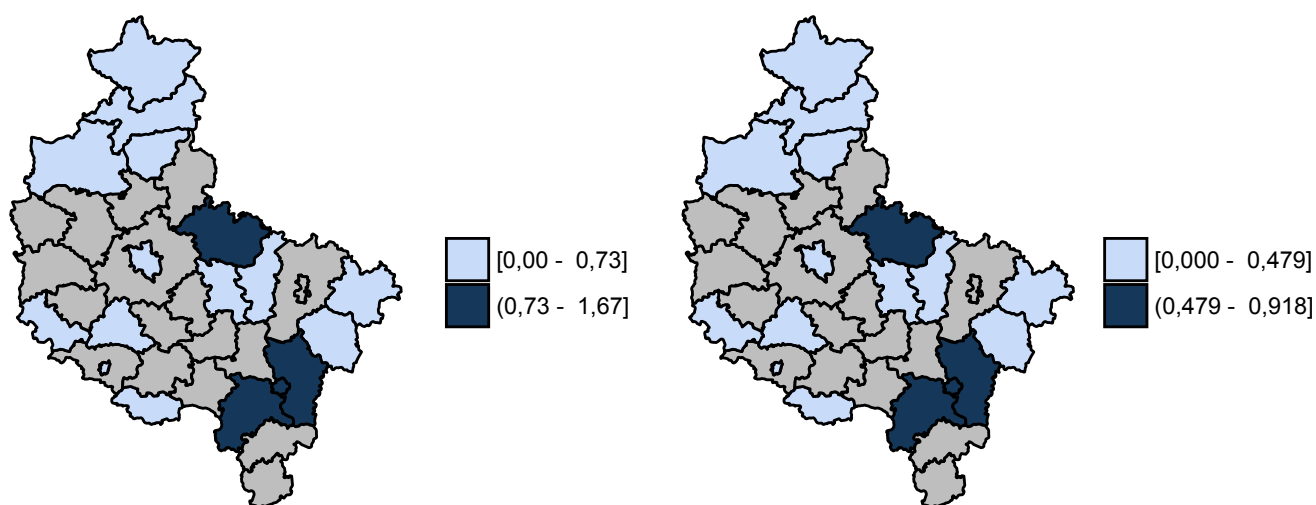 [0,00 -  0,73]
(0,73 -  1,67]
[0,000 -  0,479]
(0,479 -  0,918]